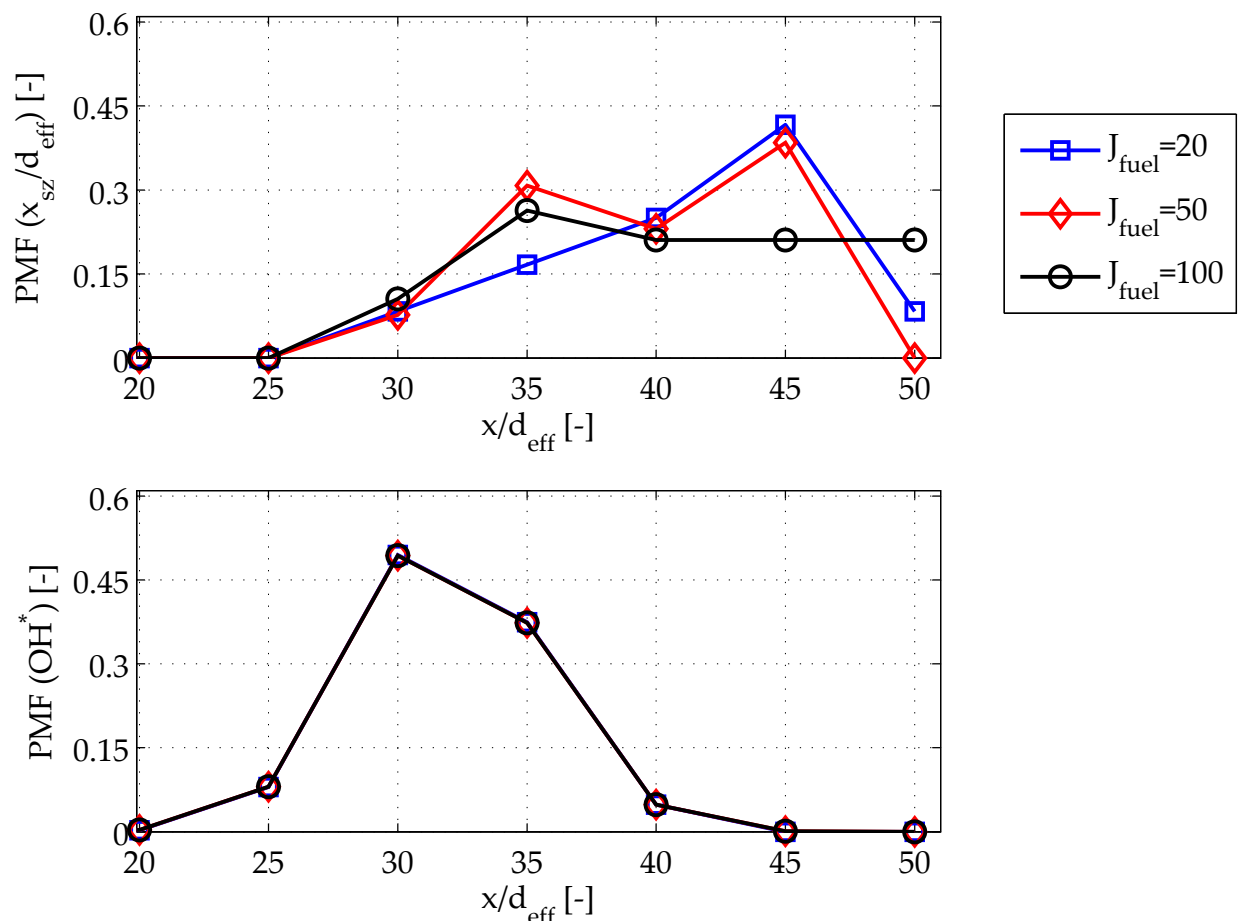 0.6
0.45
0.3
0.15
0
PMF (x_sz/d_eff) [-]
20 25 30 35 40 45 50
x/d_eff [-]
J_fuel=20
J_fuel=50
J_fuel=100
0.6
0.45
0.3
0.15
0
PMF (OH*) [-]
20 25 30 35 40 45 50
x/d_eff [-]